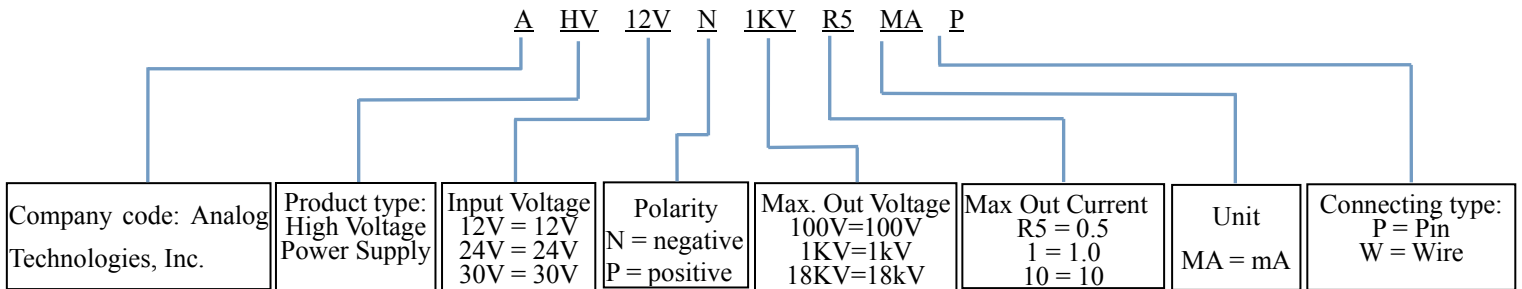 A HV 12V N 1KV R5 MA P
Company code: Analog
Technologies, Inc.
Product type:
High Voltage
Power Supply
Input Voltage
12V = 12V
24V = 24V
30V = 30V
Polarity
N = negative
P = positive
Max. Out Voltage
100V=100V
1KV=1kV
18KV=18kV
Max Out Current
R5 = 0.5
1 = 1.0
10 = 10
Unit
MA = mA
Connecting type:
P = Pin
W = Wire